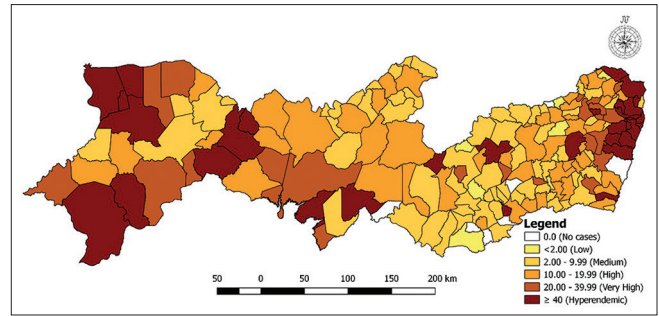 N
Legend
0.0 (No cases)
<2.00 (Low)
2.00 - 9.99 (Medium)
10.00 - 19.99 (High)
20.00 - 39.99 (Very High)
≥ 40 (Hyperendemic)
50 0 50 100 150 200 km